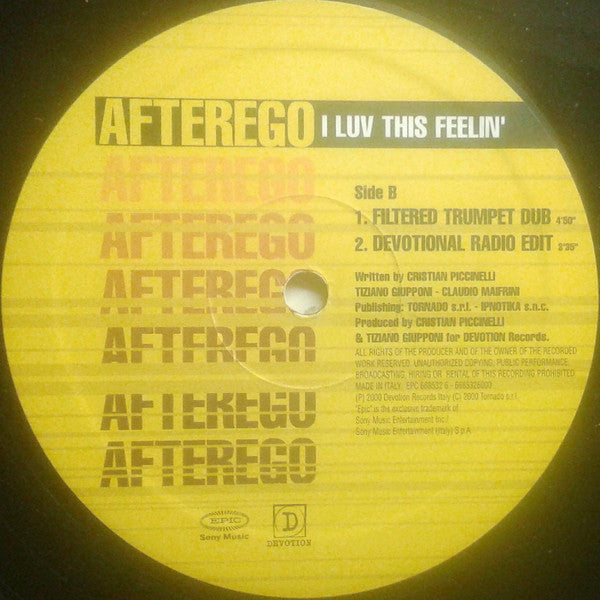 AFTEREGO I LUV THIS FEELIN'
AFTEREGO
AFTEREGO
AFTEREGO
AFTEREGO
AFTEREGO
AFTEREGO
Side B
1. FILTERED TRUMPET DUB 4'50"
2. DEVOTIONAL RADIO EDIT 3'35"
Written by CRISTIAN PICCINELLI
TIZIANO GIUPPONI - CLAUDIO MAIFRINI
Publishing: TORNADO s.r.l. - IPNOTIKA s.n.c.
Produced by CRISTIAN PICCINELLI
& TIZIANO GIUPPONI for DEVOTION Records.
ALL RIGHTS OF THE PRODUCER AND OF THE OWNER OF THE RECORDED
WORK RESERVED. UNAUTHORIZED COPYING, PUBLIC PERFORMANCE,
BROADCASTING, HIRING OR RENTAL OF THIS RECORDING PROHIBITED.
MADE IN ITALY. EPC 668532 6 - 6685326000
(P) 2000 Devotion Records Italy (C) 2000 Tornado s.r.l.
"Epic" is the exclusive trademark of
Sony Music Entertainment Inc./
Sony Music Entertainment (Italy) S.p.A.
EPIC
Sony Music
D
DEVOTION